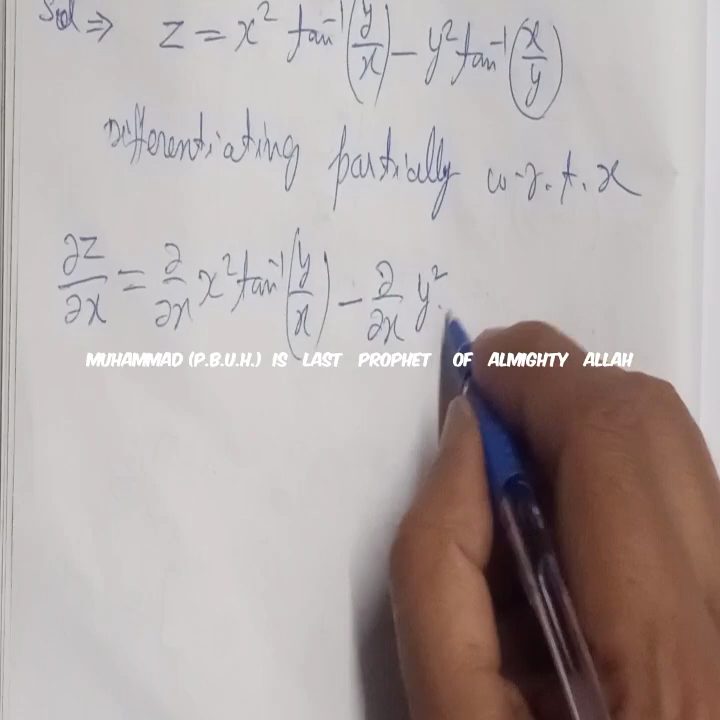 Sol ⇒ z = x² tan⁻¹(y/x) − y² tan⁻¹(x/y)
Differentiating partially w.r.t. x
∂z/∂x = ∂/∂x x² tan⁻¹(y/x) − ∂/∂x y².
MUHAMMAD (P.B.U.H.) IS LAST PROPHET OF ALMIGHTY ALLAH